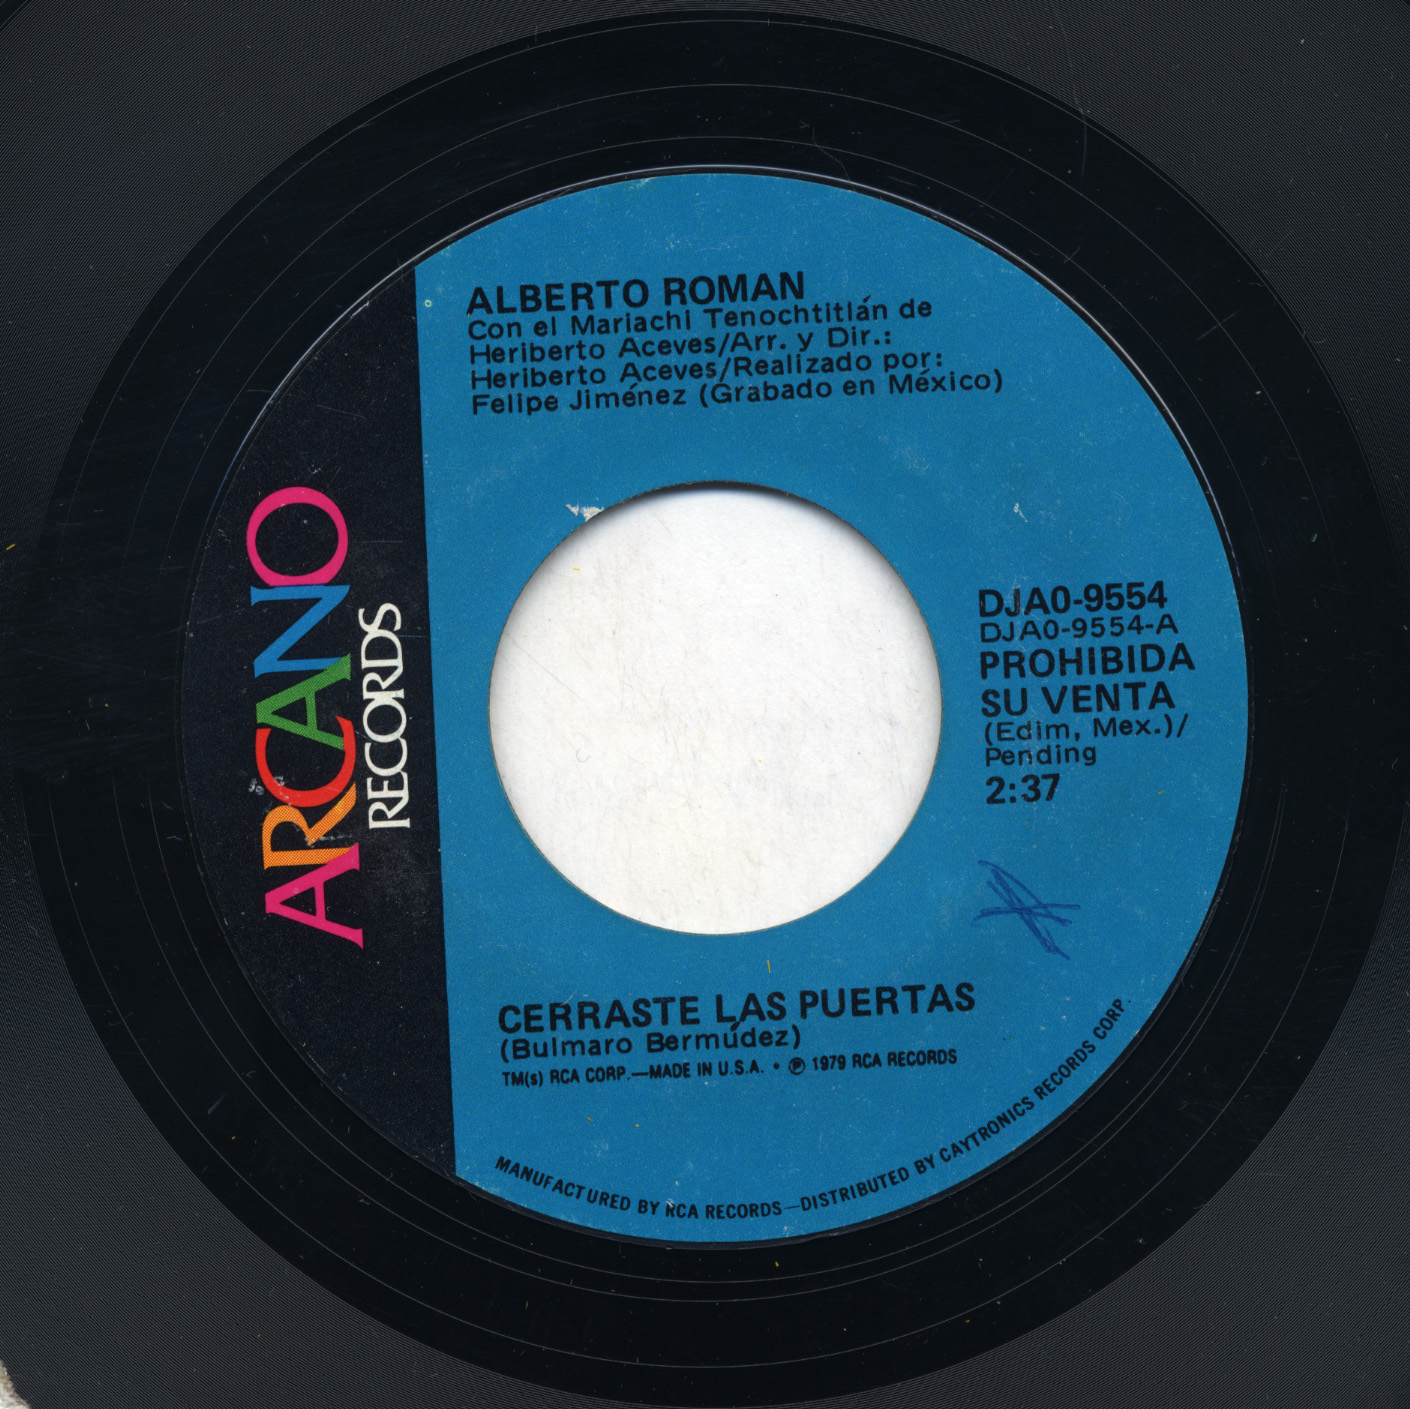 ALBERTO ROMAN
Con el Mariachi Tenochtitlán de
Heriberto Aceves/Arr. y Dir.:
Heriberto Aceves/Realizado por:
Felipe Jiménez (Grabado en México)
ARCANO
RECORDS
DJAO-9554
DJAO-9554-A
PROHIBIDA
SU VENTA
(Edim, Mex.)/
Pending
2:37
CERRASTE LAS PUERTAS
(Bulmaro Bermúdez)
TM(s) RCA CORP.—MADE IN U.S.A. • ℗ 1979 RCA RECORDS
MANUFACTURED BY RCA RECORDS—DISTRIBUTED BY CAYTRONICS RECORDS CORP.